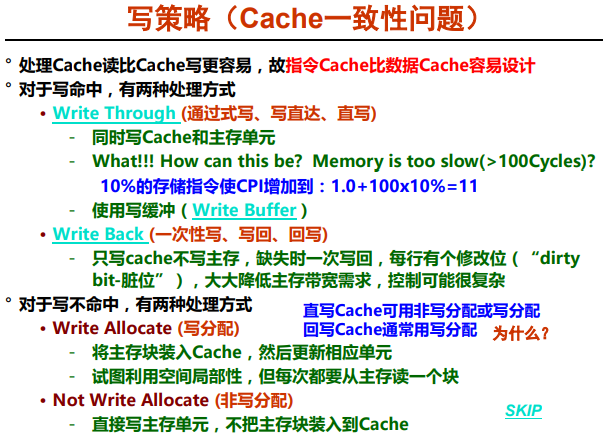 写策略（Cache一致性问题）
° 处理Cache读比Cache写更容易，故指令Cache比数据Cache容易设计
° 对于写命中，有两种处理方式
• Write Through (通过式写、写直达、直写)
- 同时写Cache和主存单元
- What!!! How can this be? Memory is too slow(>100Cycles)?
10%的存储指令使CPI增加到：1.0+100x10%=11
- 使用写缓冲（Write Buffer）
• Write Back (一次性写、写回、回写)
- 只写cache不写主存，缺失时一次写回，每行有个修改位（“dirty
bit-脏位”），大大降低主存带宽需求，控制可能很复杂
° 对于写不命中，有两种处理方式
直写Cache可用非写分配或写分配
回写Cache通常用写分配 为什么？
• Write Allocate (写分配)
- 将主存块装入Cache，然后更新相应单元
- 试图利用空间局部性，但每次都要从主存读一个块
• Not Write Allocate (非写分配)
- 直接写主存单元，不把主存块装入到Cache
SKIP